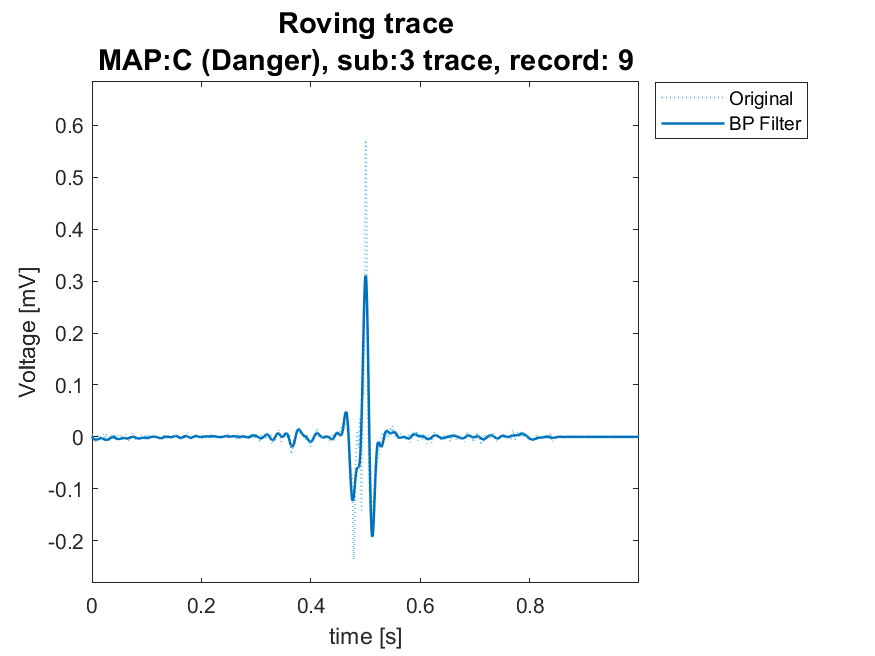 Roving trace
MAP:C (Danger), sub:3 trace, record: 9
Original
BP Filter
0.6
0.5
0.4
0.3
0.2
0.1
0
-0.1
-0.2
Voltage [mV]
0 0.2 0.4 0.6 0.8
time [s]